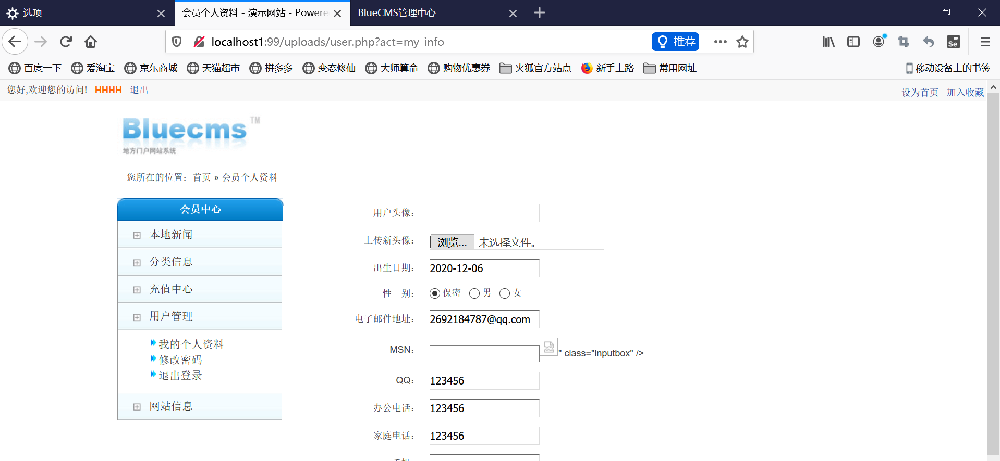 选项
会员个人资料 - 演示网站 - Powere
BlueCMS管理中心
localhost1:99/uploads/user.php?act=my_info
推荐
百度一下 爱淘宝 京东商城 天猫超市 拼多多 变态修仙 大师算命 购物优惠券 火狐官方站点 新手上路 常用网址 移动设备上的书签
您好,欢迎您的访问! HHHH 退出
设为首页 加入收藏
Bluecms TM
地方门户网站系统
您所在的位置：首页 » 会员个人资料
会员中心
本地新闻
分类信息
充值中心
用户管理
我的个人资料
修改密码
退出登录
网站信息
用户头像：
上传新头像： 浏览... 未选择文件。
出生日期： 2020-12-06
性 别： 保密 男 女
电子邮件地址： 2692184787@qq.com
MSN： " class="inputbox" />
QQ： 123456
办公电话： 123456
家庭电话： 123456